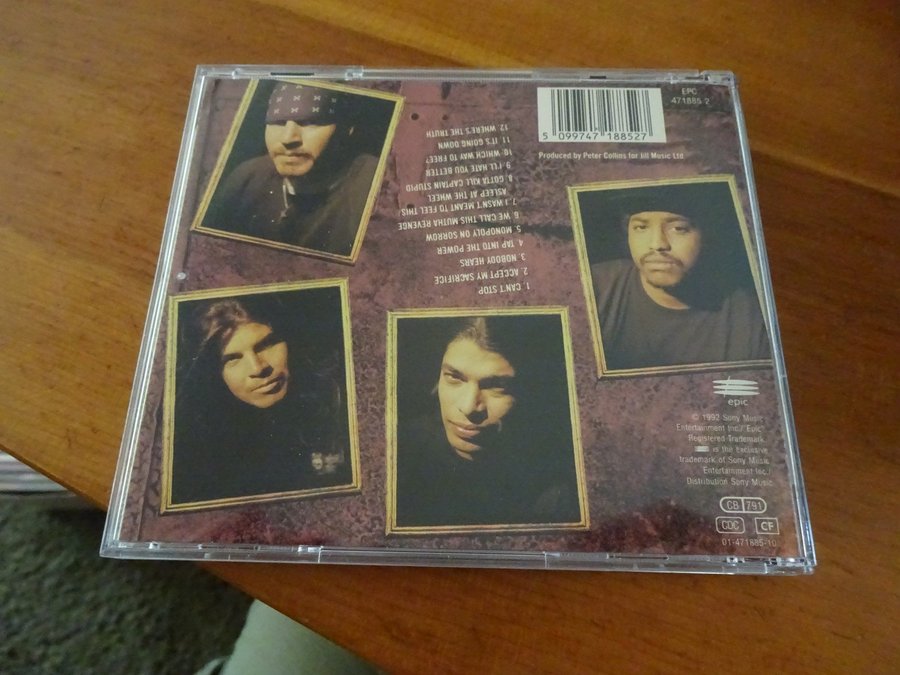 EPC
471885 2
5 099747 188527
Produced by Peter Collins for Jill Music Ltd
1. CAN'T STOP
2. ACCEPT MY SACRIFICE
3. NOBODY HEARS
4. TAP INTO THE POWER
5. MONOPOLY ON SORROW
6. WE CALL THIS MUTHA REVENGE
7. I WASN'T MEANT TO FEEL THIS/
ASLEEP AT THE WHEEL
8. GOTTA KILL CAPTAIN STUPID
9. I'LL HATE YOU BETTER
10. WHICH WAY TO FREE?
11. IT'S GOING DOWN
12. WHERE'S THE TRUTH
epic
© 1992 Sony Music
Entertainment Inc./ "Epic"
Registered Trademark
is the exclusive
trademark of Sony Music
Entertainment Inc./
Distribution Sony Music
CB 791
CDC CF
01-471885-10